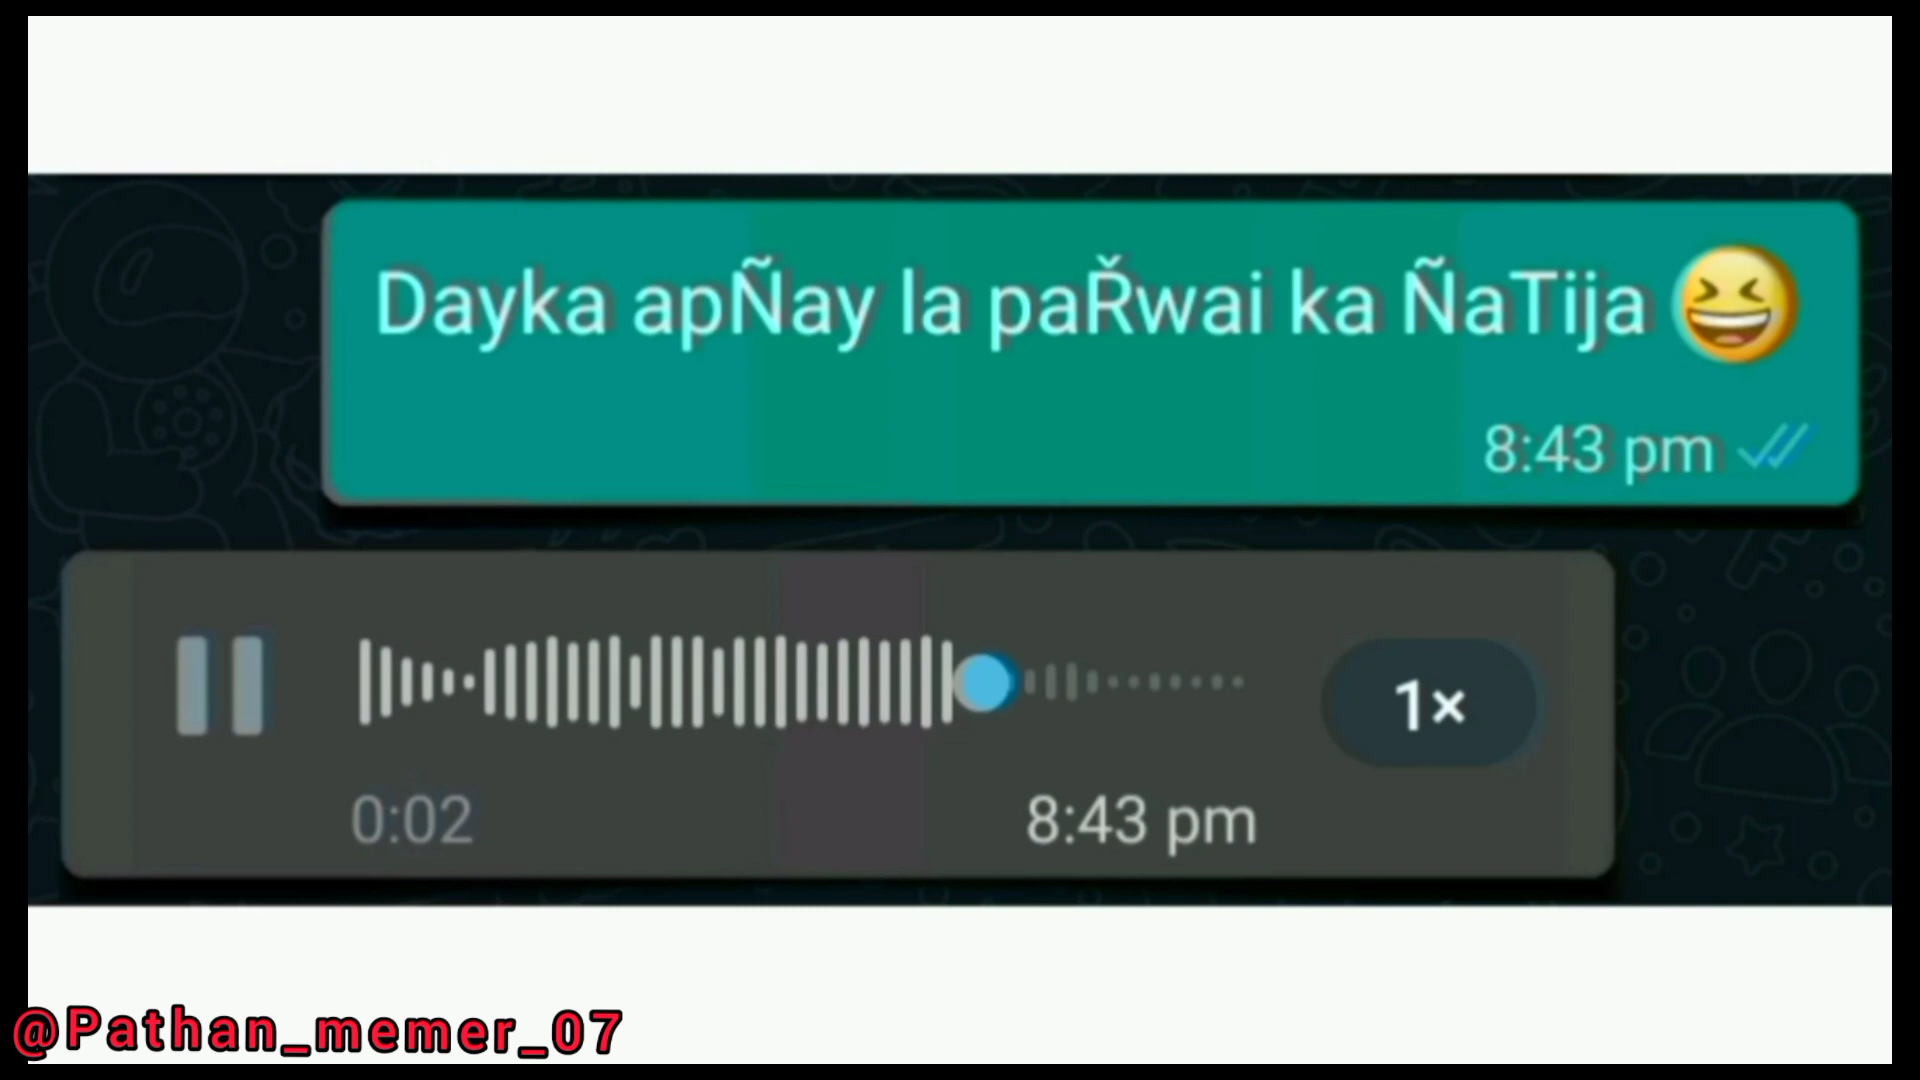 Dayka apÑay la paŘwai ka ÑaTija 😆
8:43 pm
1×
0:02
8:43 pm
@Pathan_memer_07